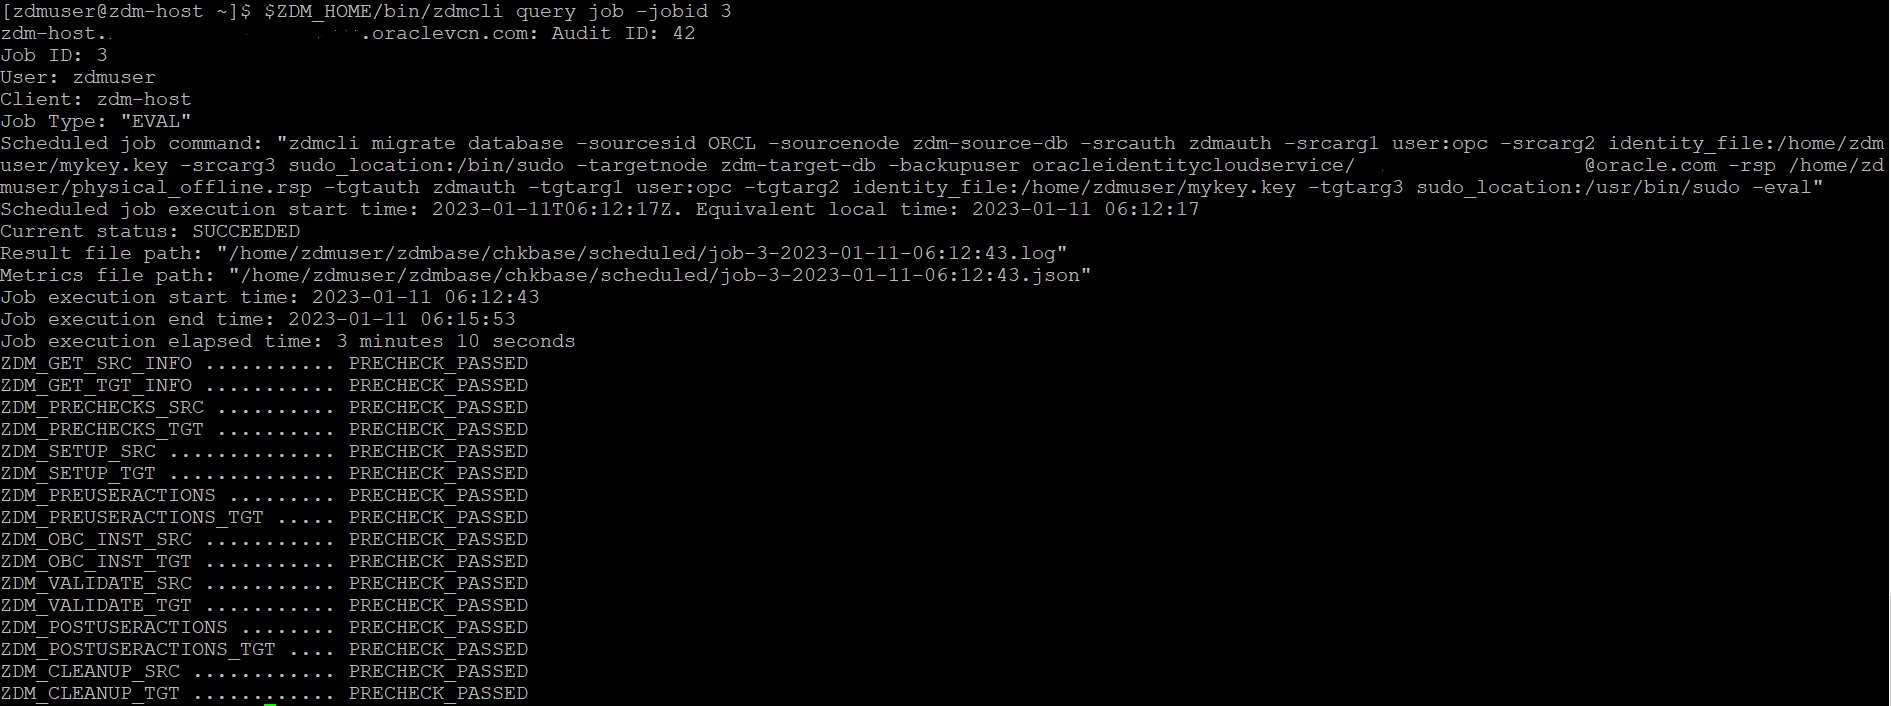 [zdmuser@zdm-host ~]$ $ZDM_HOME/bin/zdmcli query job -jobid 3
zdm-host. .oraclevcn.com: Audit ID: 42
Job ID: 3
User: zdmuser
Client: zdm-host
Job Type: "EVAL"
Scheduled job command: "zdmcli migrate database -sourcesid ORCL -sourcenode zdm-source-db -srcauth zdmauth -srcarg1 user:opc -srcarg2 identity_file:/home/zdm
user/mykey.key -srcarg3 sudo_location:/bin/sudo -targetnode zdm-target-db -backupuser oracleidentitycloudservice/ @oracle.com -rsp /home/zd
muser/physical_offline.rsp -tgtauth zdmauth -tgtarg1 user:opc -tgtarg2 identity_file:/home/zdmuser/mykey.key -tgtarg3 sudo_location:/usr/bin/sudo -eval"
Scheduled job execution start time: 2023-01-11T06:12:17Z. Equivalent local time: 2023-01-11 06:12:17
Current status: SUCCEEDED
Result file path: "/home/zdmuser/zdmbase/chkbase/scheduled/job-3-2023-01-11-06:12:43.log"
Metrics file path: "/home/zdmuser/zdmbase/chkbase/scheduled/job-3-2023-01-11-06:12:43.json"
Job execution start time: 2023-01-11 06:12:43
Job execution end time: 2023-01-11 06:15:53
Job execution elapsed time: 3 minutes 10 seconds
ZDM_GET_SRC_INFO ........... PRECHECK_PASSED
ZDM_GET_TGT_INFO ........... PRECHECK_PASSED
ZDM_PRECHECKS_SRC .......... PRECHECK_PASSED
ZDM_PRECHECKS_TGT .......... PRECHECK_PASSED
ZDM_SETUP_SRC .............. PRECHECK_PASSED
ZDM_SETUP_TGT .............. PRECHECK_PASSED
ZDM_PREUSERACTIONS ......... PRECHECK_PASSED
ZDM_PREUSERACTIONS_TGT ..... PRECHECK_PASSED
ZDM_OBC_INST_SRC ........... PRECHECK_PASSED
ZDM_OBC_INST_TGT ........... PRECHECK_PASSED
ZDM_VALIDATE_SRC ........... PRECHECK_PASSED
ZDM_VALIDATE_TGT ........... PRECHECK_PASSED
ZDM_POSTUSERACTIONS ........ PRECHECK_PASSED
ZDM_POSTUSERACTIONS_TGT .... PRECHECK_PASSED
ZDM_CLEANUP_SRC ............ PRECHECK_PASSED
ZDM_CLEANUP_TGT ............ PRECHECK_PASSED